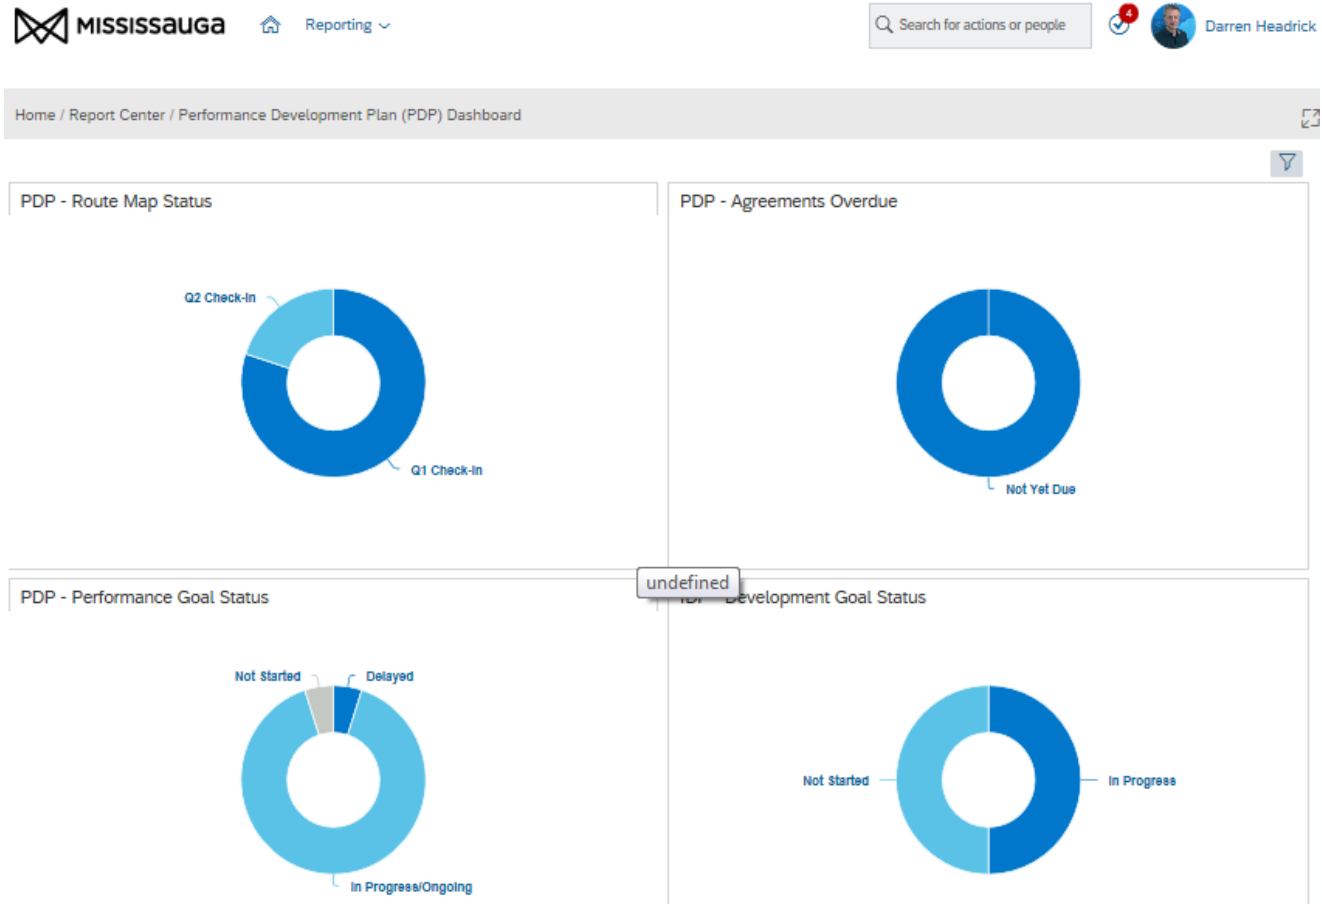 MISSISSauGa
Reporting
Search for actions or people
4
Darren Headrick
Home / Report Center / Performance Development Plan (PDP) Dashboard
PDP - Route Map Status
PDP - Agreements Overdue
Q2 Check-In
Q1 Check-In
Not Yet Due
undefined
PDP - Performance Goal Status
Development Goal Status
Not Started
Delayed
In Progress/Ongoing
Not Started
In Progress